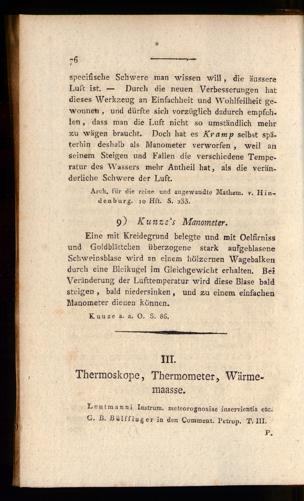 76
specifische Schwere man wissen will, die äussere
Luft ist. — Durch die neuen Verbesserungen hat
dieses Werkzeug an Einfachheit und Wohlfeilheit ge-
wonnen, und dürfte sich vorzüglich dadurch empfeh-
len, dass man die Luft nicht so umständlich mehr
zu wägen braucht. Doch hat es Kramp selbst spä-
terhin deshalb als Manometer verworfen, weil an
seinem Steigen und Fallen die verschiedene Tempe-
ratur des Wassers mehr Antheil hat, als die verän-
derliche Schwere der Luft.
Arch. für die reine und angewandte Mathem. v. Hin-
denburg. 10 Hft. S. 233.
9) Kunze's Manometer.
Eine mit Kreidegrund belegte und mit Oelfirniss
und Goldblättchen überzogene stark aufgeblasene
Schweinsblase wird an einem hölzernen Wagebalken
durch eine Bleikugel im Gleichgewicht erhalten. Bei
Veränderung der Lufttemperatur wird diese Blase bald
steigen, bald niedersinken, und zu einem einfachen
Manometer dienen können.
Kunze a. a. O. S. 86.
III.
Thermoskope, Thermometer, Wärme-
maasse.
Leutmanni Instrum. meteorognosiae inservientia etc.
G. B. Bülffinger in den Comment. Petrop. T. III.
P.